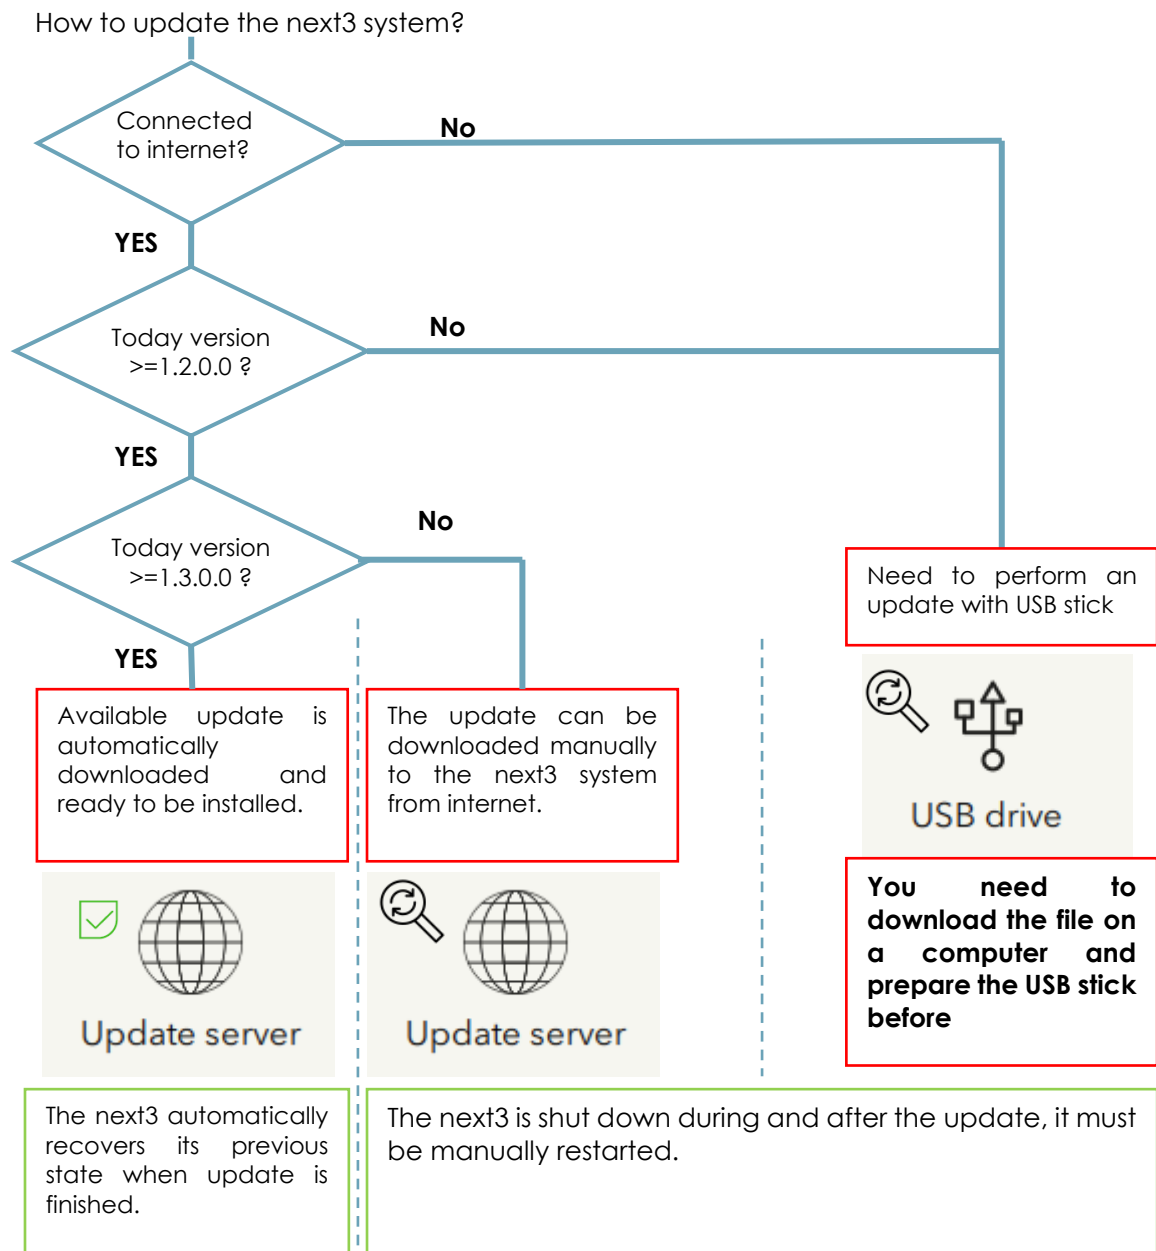 How to update the next3 system?
Connected
to internet?
No
YES
Today version
>=1.2.0.0 ?
No
YES
Today version
>=1.3.0.0 ?
No
YES
Need to perform an
update with USB stick
USB drive
You need to
download the file on
a computer and
prepare the USB stick
before
Available update is
automatically
downloaded and
ready to be installed.
The update can be
downloaded manually
to the next3 system
from internet.
Update server
Update server
The next3 automatically
recovers its previous
state when update is
finished.
The next3 is shut down during and after the update, it must
be manually restarted.